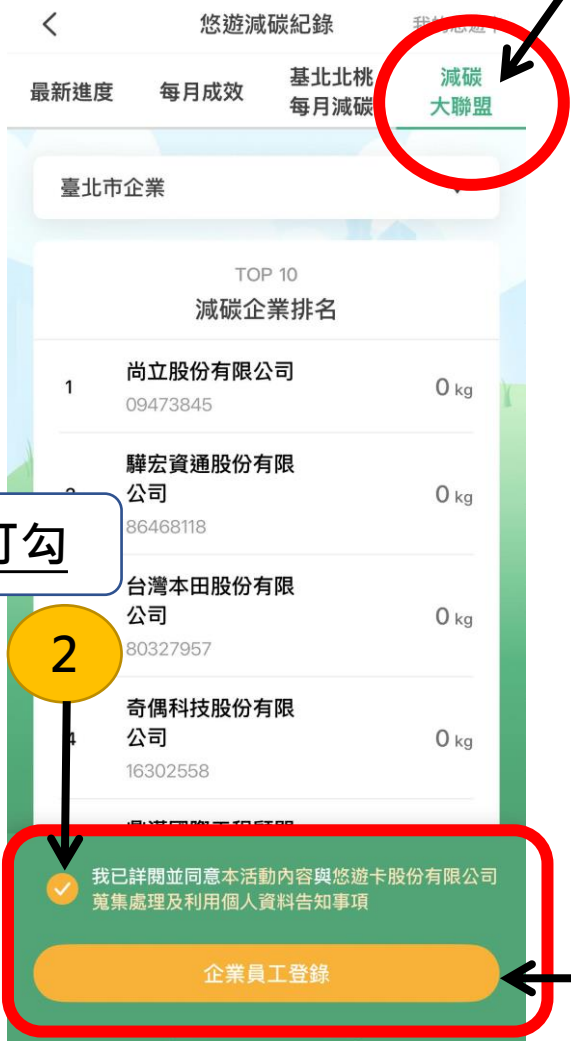 悠遊減碳紀錄
最新進度
每月成效
基北北桃
每月減碳
減碳
大聯盟
臺北市企業
TOP 10
減碳企業排名
1
尚立股份有限公司
09473845
0 kg
驊宏資通股份有限
公司
86468118
0 kg
打勾
台灣本田股份有限
公司
80327957
0 kg
2
奇偶科技股份有限
公司
16302558
4
0 kg
我已詳閱並同意本活動內容與悠遊卡股份有限公司
蒐集處理及利用個人資料告知事項
企業員工登錄